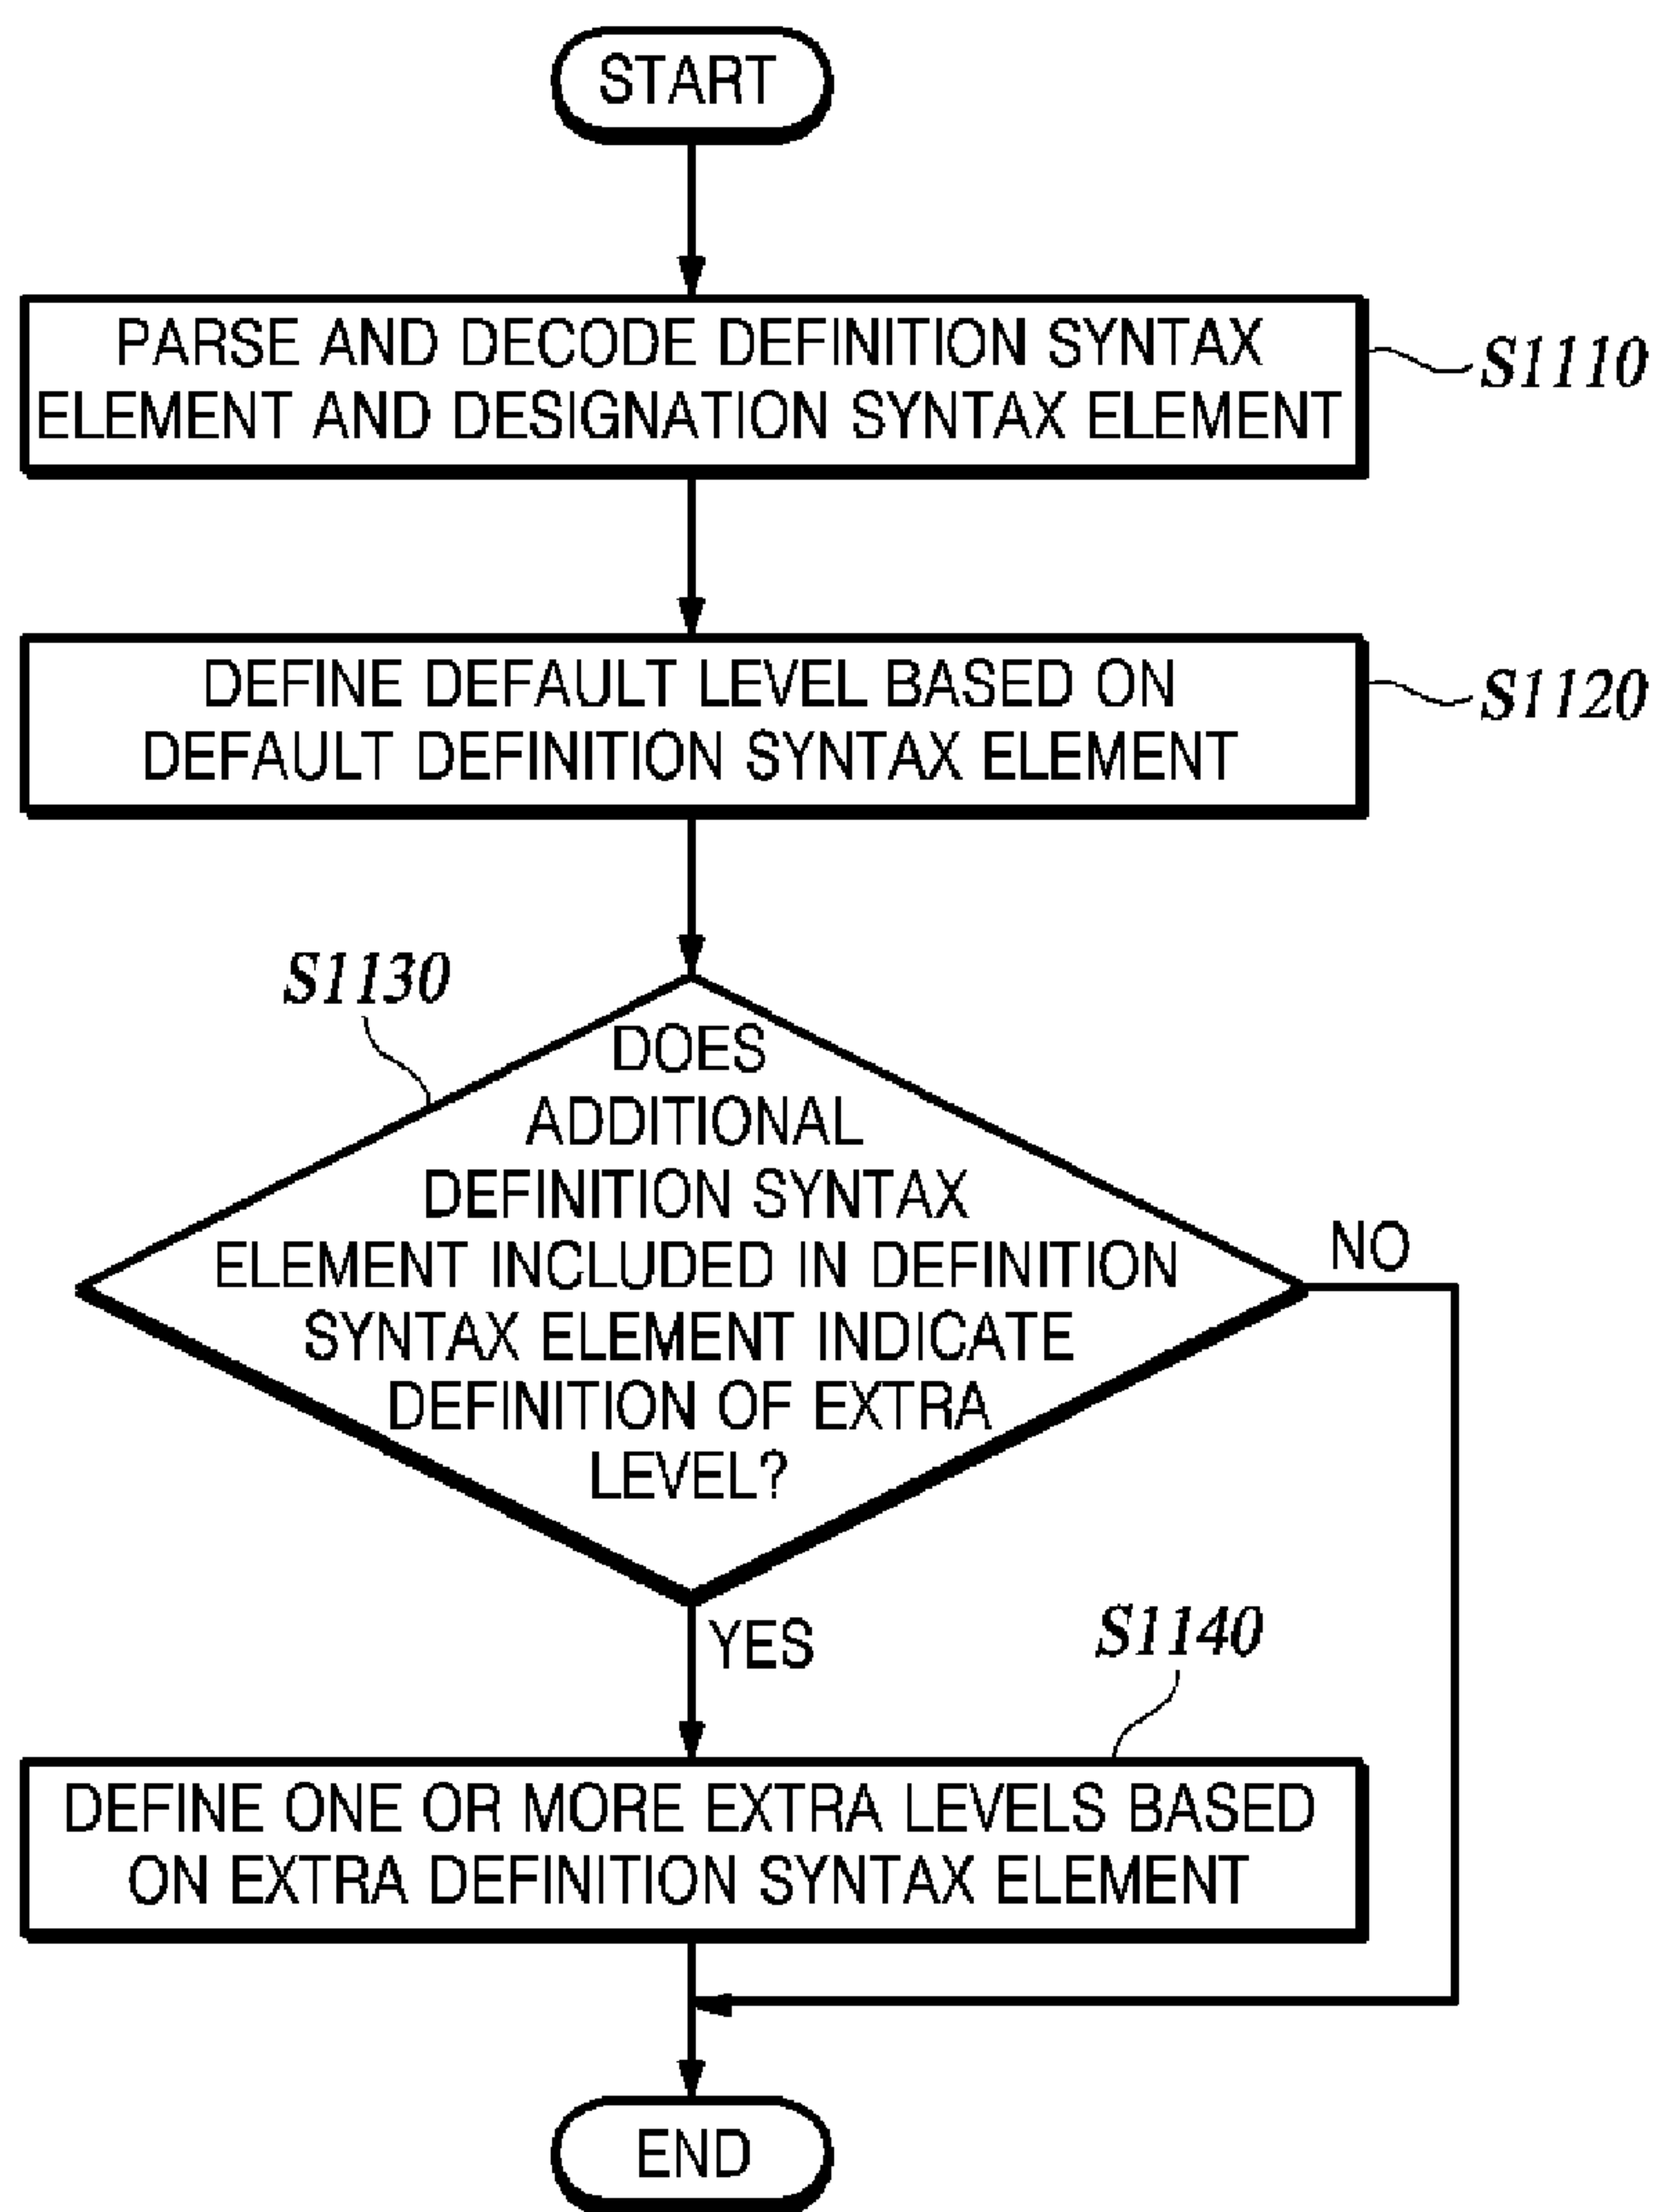 START
PARSE AND DECODE DEFINITION SYNTAX
ELEMENT AND DESIGNATION SYNTAX ELEMENT
S1110
DEFINE DEFAULT LEVEL BASED ON
DEFAULT DEFINITION SYNTAX ELEMENT
S1120
S1130
DOES
ADDITIONAL
DEFINITION SYNTAX
ELEMENT INCLUDED IN DEFINITION
SYNTAX ELEMENT INDICATE
DEFINITION OF EXTRA
LEVEL?
NO
YES
S1140
DEFINE ONE OR MORE EXTRA LEVELS BASED
ON EXTRA DEFINITION SYNTAX ELEMENT
END